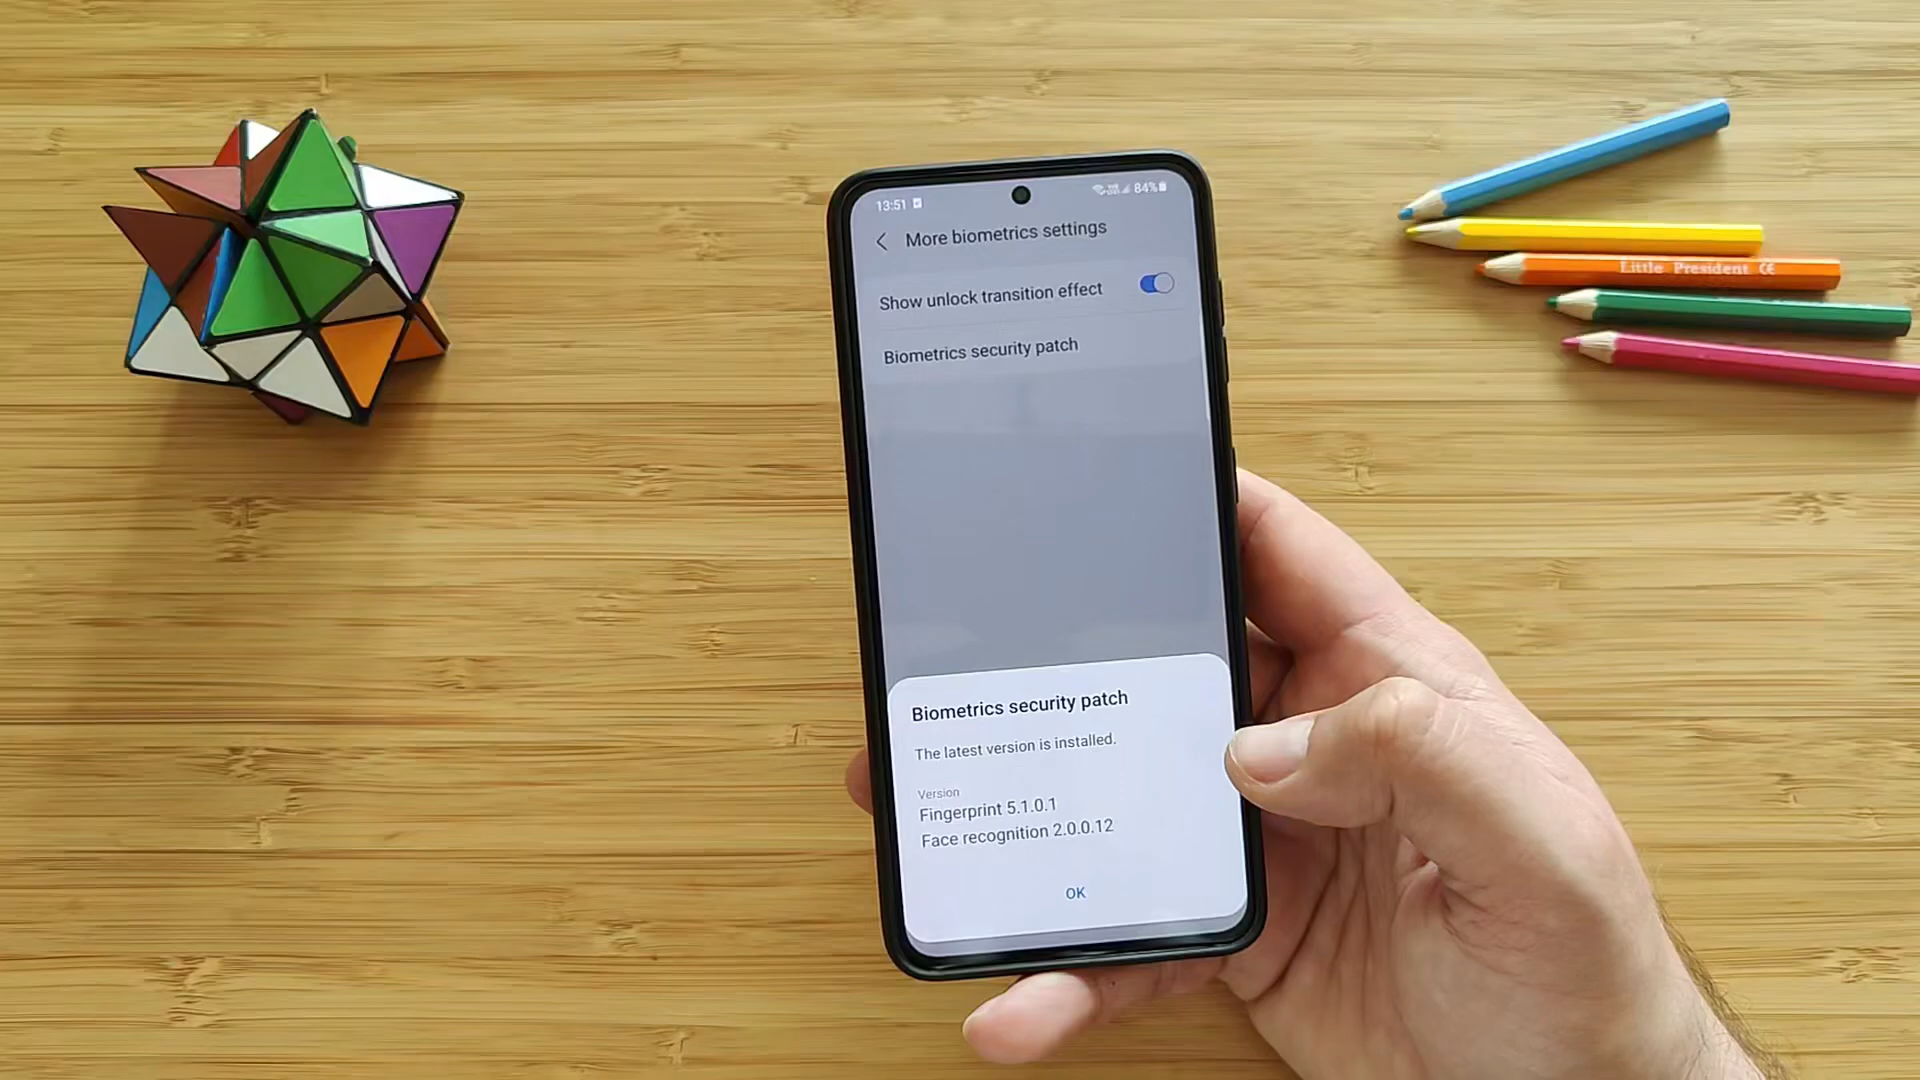 13:51
84%
More biometrics settings
Show unlock transition effect
Biometrics security patch
Biometrics security patch
The latest version is installed.
Version
Fingerprint 5.1.0.1
Face recognition 2.0.0.12
OK
Little President CE